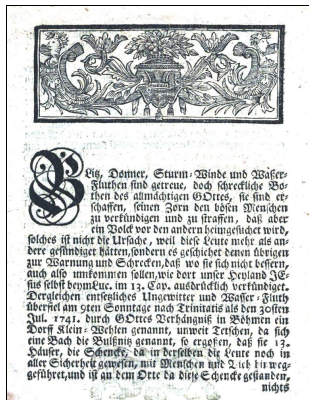 Blitz, Donner, Sturm-Winde und Waßer-
Fluthen sind getreue, doch schreckliche Bo-
then des allmächtigen GOttes, sie sind er-
schaffen, seinen Zorn den bösen Menschen
zu verkündigen und zu straffen, daß aber
ein Volck vor den andern heimgesuchet wird,
solches ist nicht die Ursache, weil diese Leute mehr als an-
dere gesündiget hätten, sondern es geschiehet denen übrigen
zur Warnung und Schrecken, daß wo sie sich nicht bessern,
auch also umkommen sollen, wie dort unser Heyland JE-
sus selbst beym Luc. im 13. Cap. ausdrücklich verkündiget.
Dergleichen entsetzliches Ungewitter und Wasser-Fluth
überfiel am 9ten Sonntage nach Trinitatis als den 30sten
Jul. 1741. durch GOttes Verhängniß in Böhmen ein
Dorff Klein-Wehlen genannt, unweit Tetschen, da sich
eine Bach die Bulßnitz genannt, so ergoßen, daß sie 13.
Häuser, die Schencke, da in derselben die Leute noch in
aller Sicherheit gewesen, mit Menschen und Vieh hinweg-
geführet, und ist an dem Orte da diese Schencke gestanden,
nichts